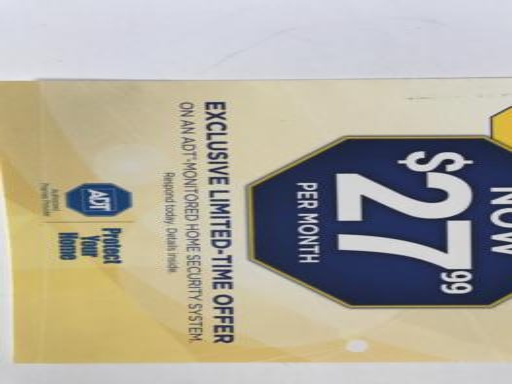 NOW
$27.99
PER MONTH
EXCLUSIVE LIMITED-TIME OFFER
ON AN ADT®-MONITORED HOME SECURITY SYSTEM.
Respond today. Details inside.
ADT
Protect
Your
Home